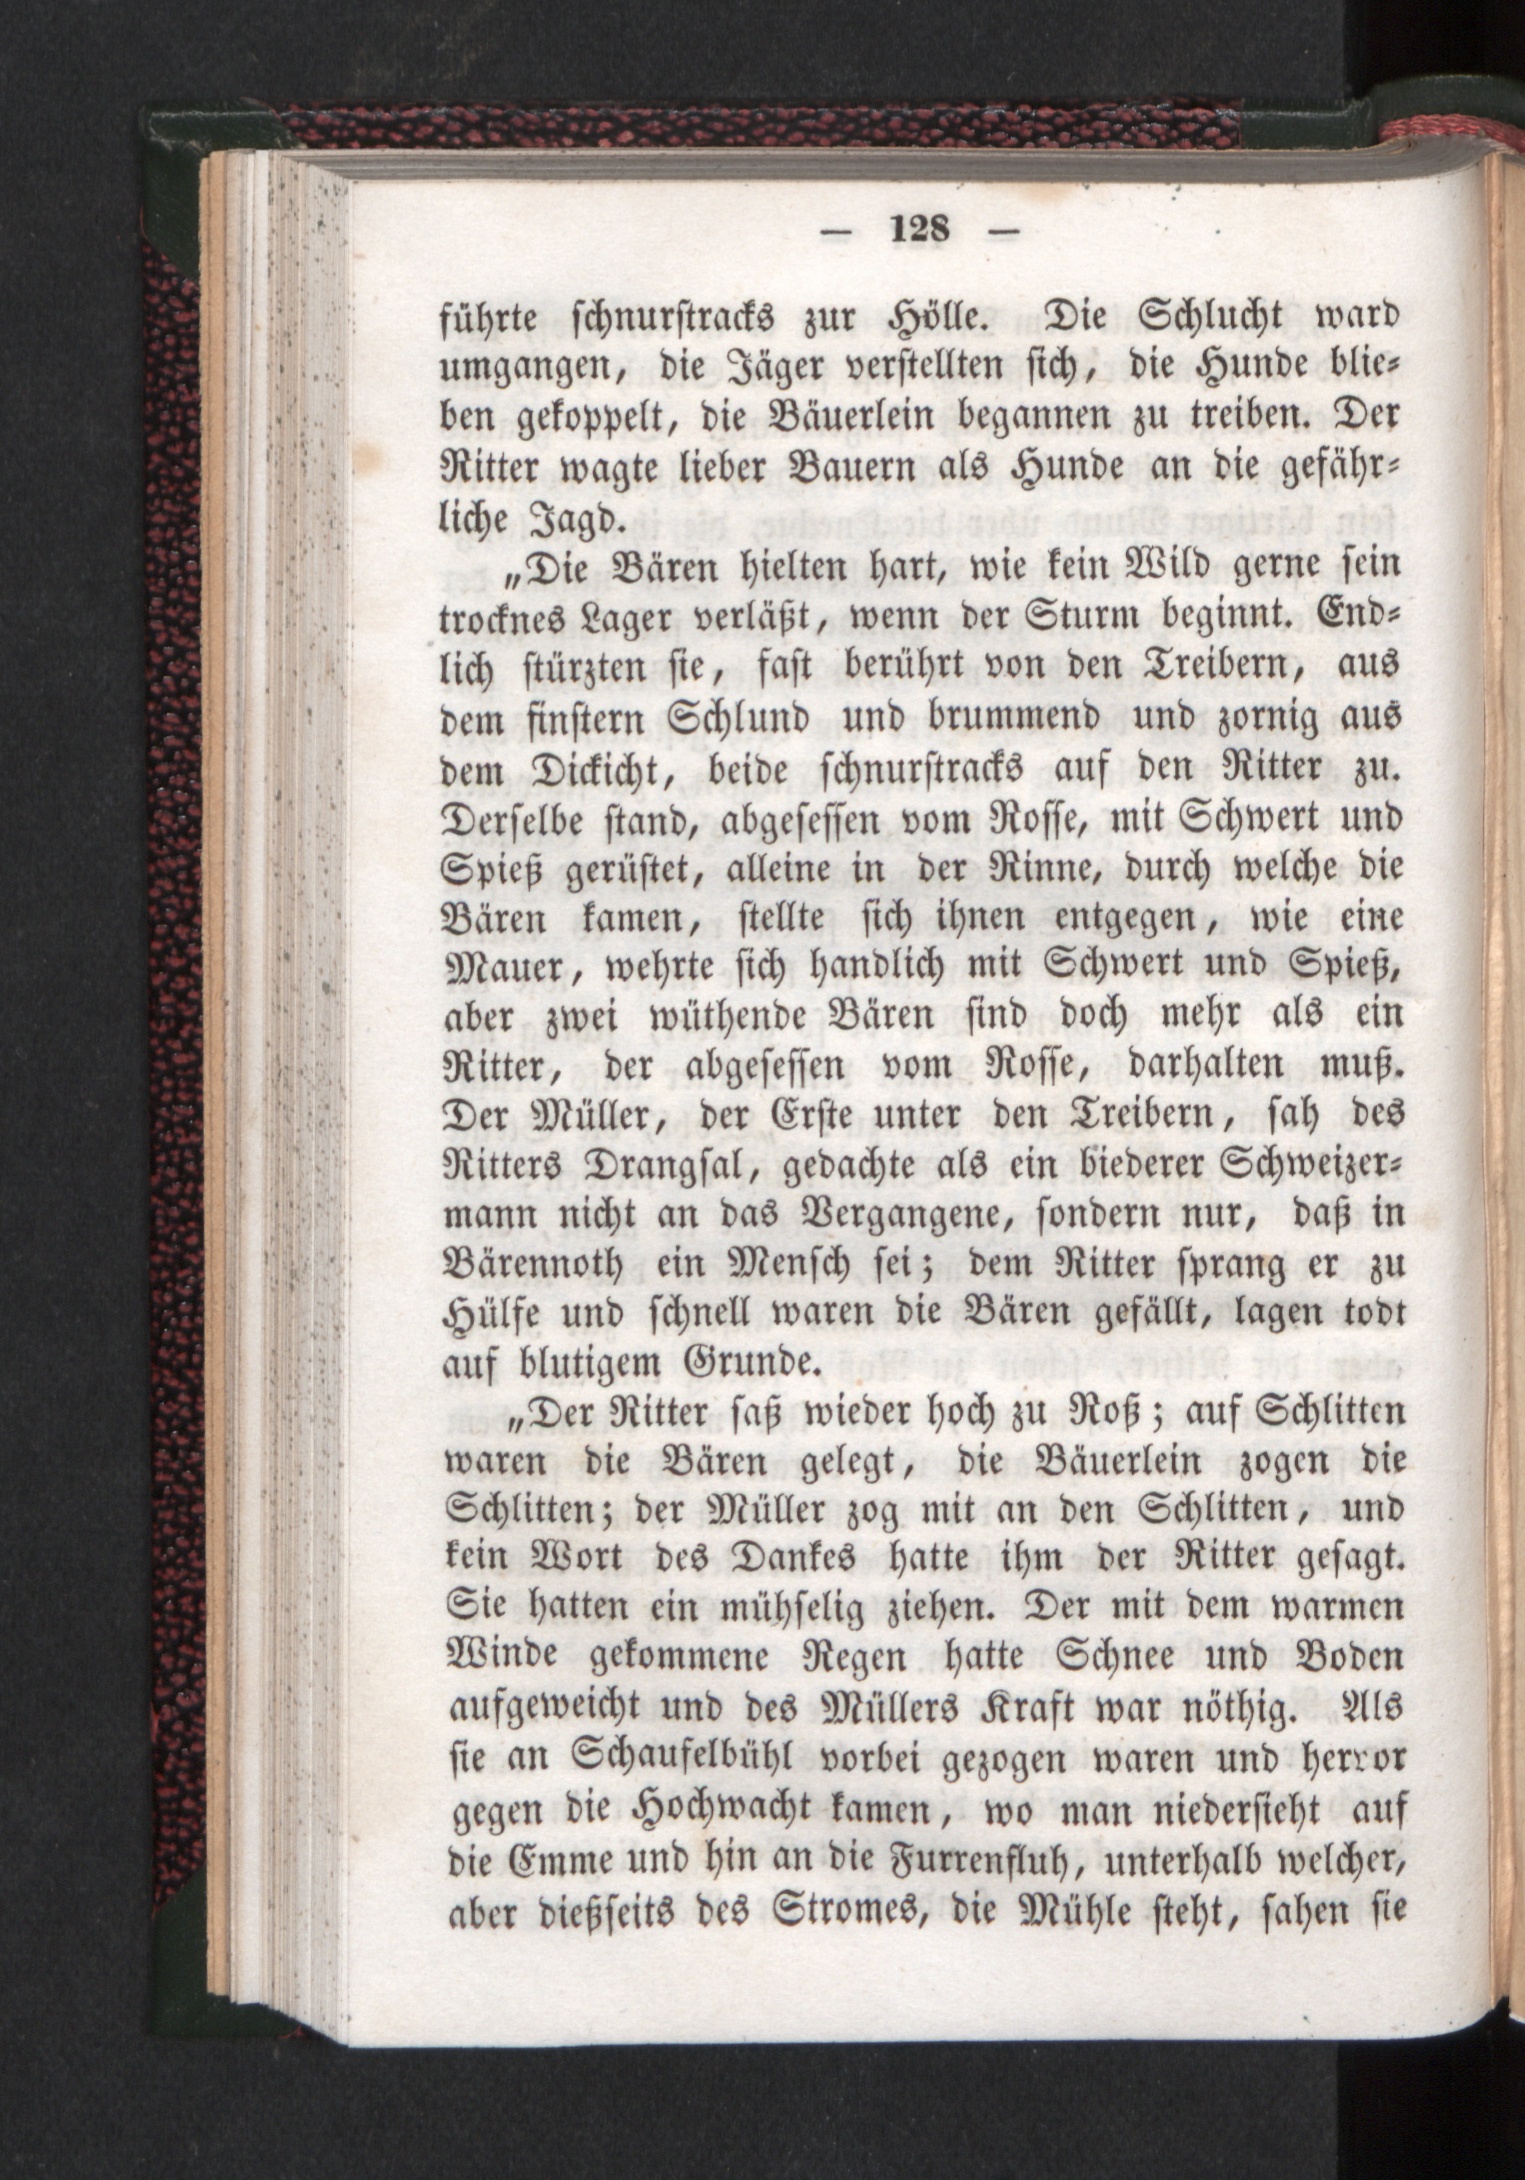 — 128 —
führte schnurstracks zur Hölle. Die Schlucht ward
umgangen, die Jäger verstellten sich, die Hunde blie-
ben gekoppelt, die Bäuerlein begannen zu treiben. Der
Ritter wagte lieber Bauern als Hunde an die gefähr-
liche Jagd.
„Die Bären hielten hart, wie kein Wild gerne sein
trocknes Lager verläßt, wenn der Sturm beginnt. End-
lich stürzten sie, fast berührt von den Treibern, aus
dem finstern Schlund und brummend und zornig aus
dem Dickicht, beide schnurstracks auf den Ritter zu.
Derselbe stand, abgesessen vom Rosse, mit Schwert und
Spieß gerüstet, alleine in der Rinne, durch welche die
Bären kamen, stellte sich ihnen entgegen, wie eine
Mauer, wehrte sich handlich mit Schwert und Spieß,
aber zwei wüthende Bären sind doch mehr als ein
Ritter, der abgesessen vom Rosse, darhalten muß.
Der Müller, der Erste unter den Treibern, sah des
Ritters Drangsal, gedachte als ein biederer Schweizer-
mann nicht an das Vergangene, sondern nur, daß in
Bärennoth ein Mensch sei; dem Ritter sprang er zu
Hülfe und schnell waren die Bären gefällt, lagen todt
auf blutigem Grunde.
„Der Ritter saß wieder hoch zu Roß; auf Schlitten
waren die Bären gelegt, die Bäuerlein zogen die
Schlitten; der Müller zog mit an den Schlitten, und
kein Wort des Dankes hatte ihm der Ritter gesagt.
Sie hatten ein mühselig ziehen. Der mit dem warmen
Winde gekommene Regen hatte Schnee und Boden
aufgeweicht und des Müllers Kraft war nöthig. Als
sie an Schaufelbühl vorbei gezogen waren und hervor
gegen die Hochwacht kamen, wo man niedersieht auf
die Emme und hin an die Furrenfluh, unterhalb welcher,
aber dießseits des Stromes, die Mühle steht, sahen sie